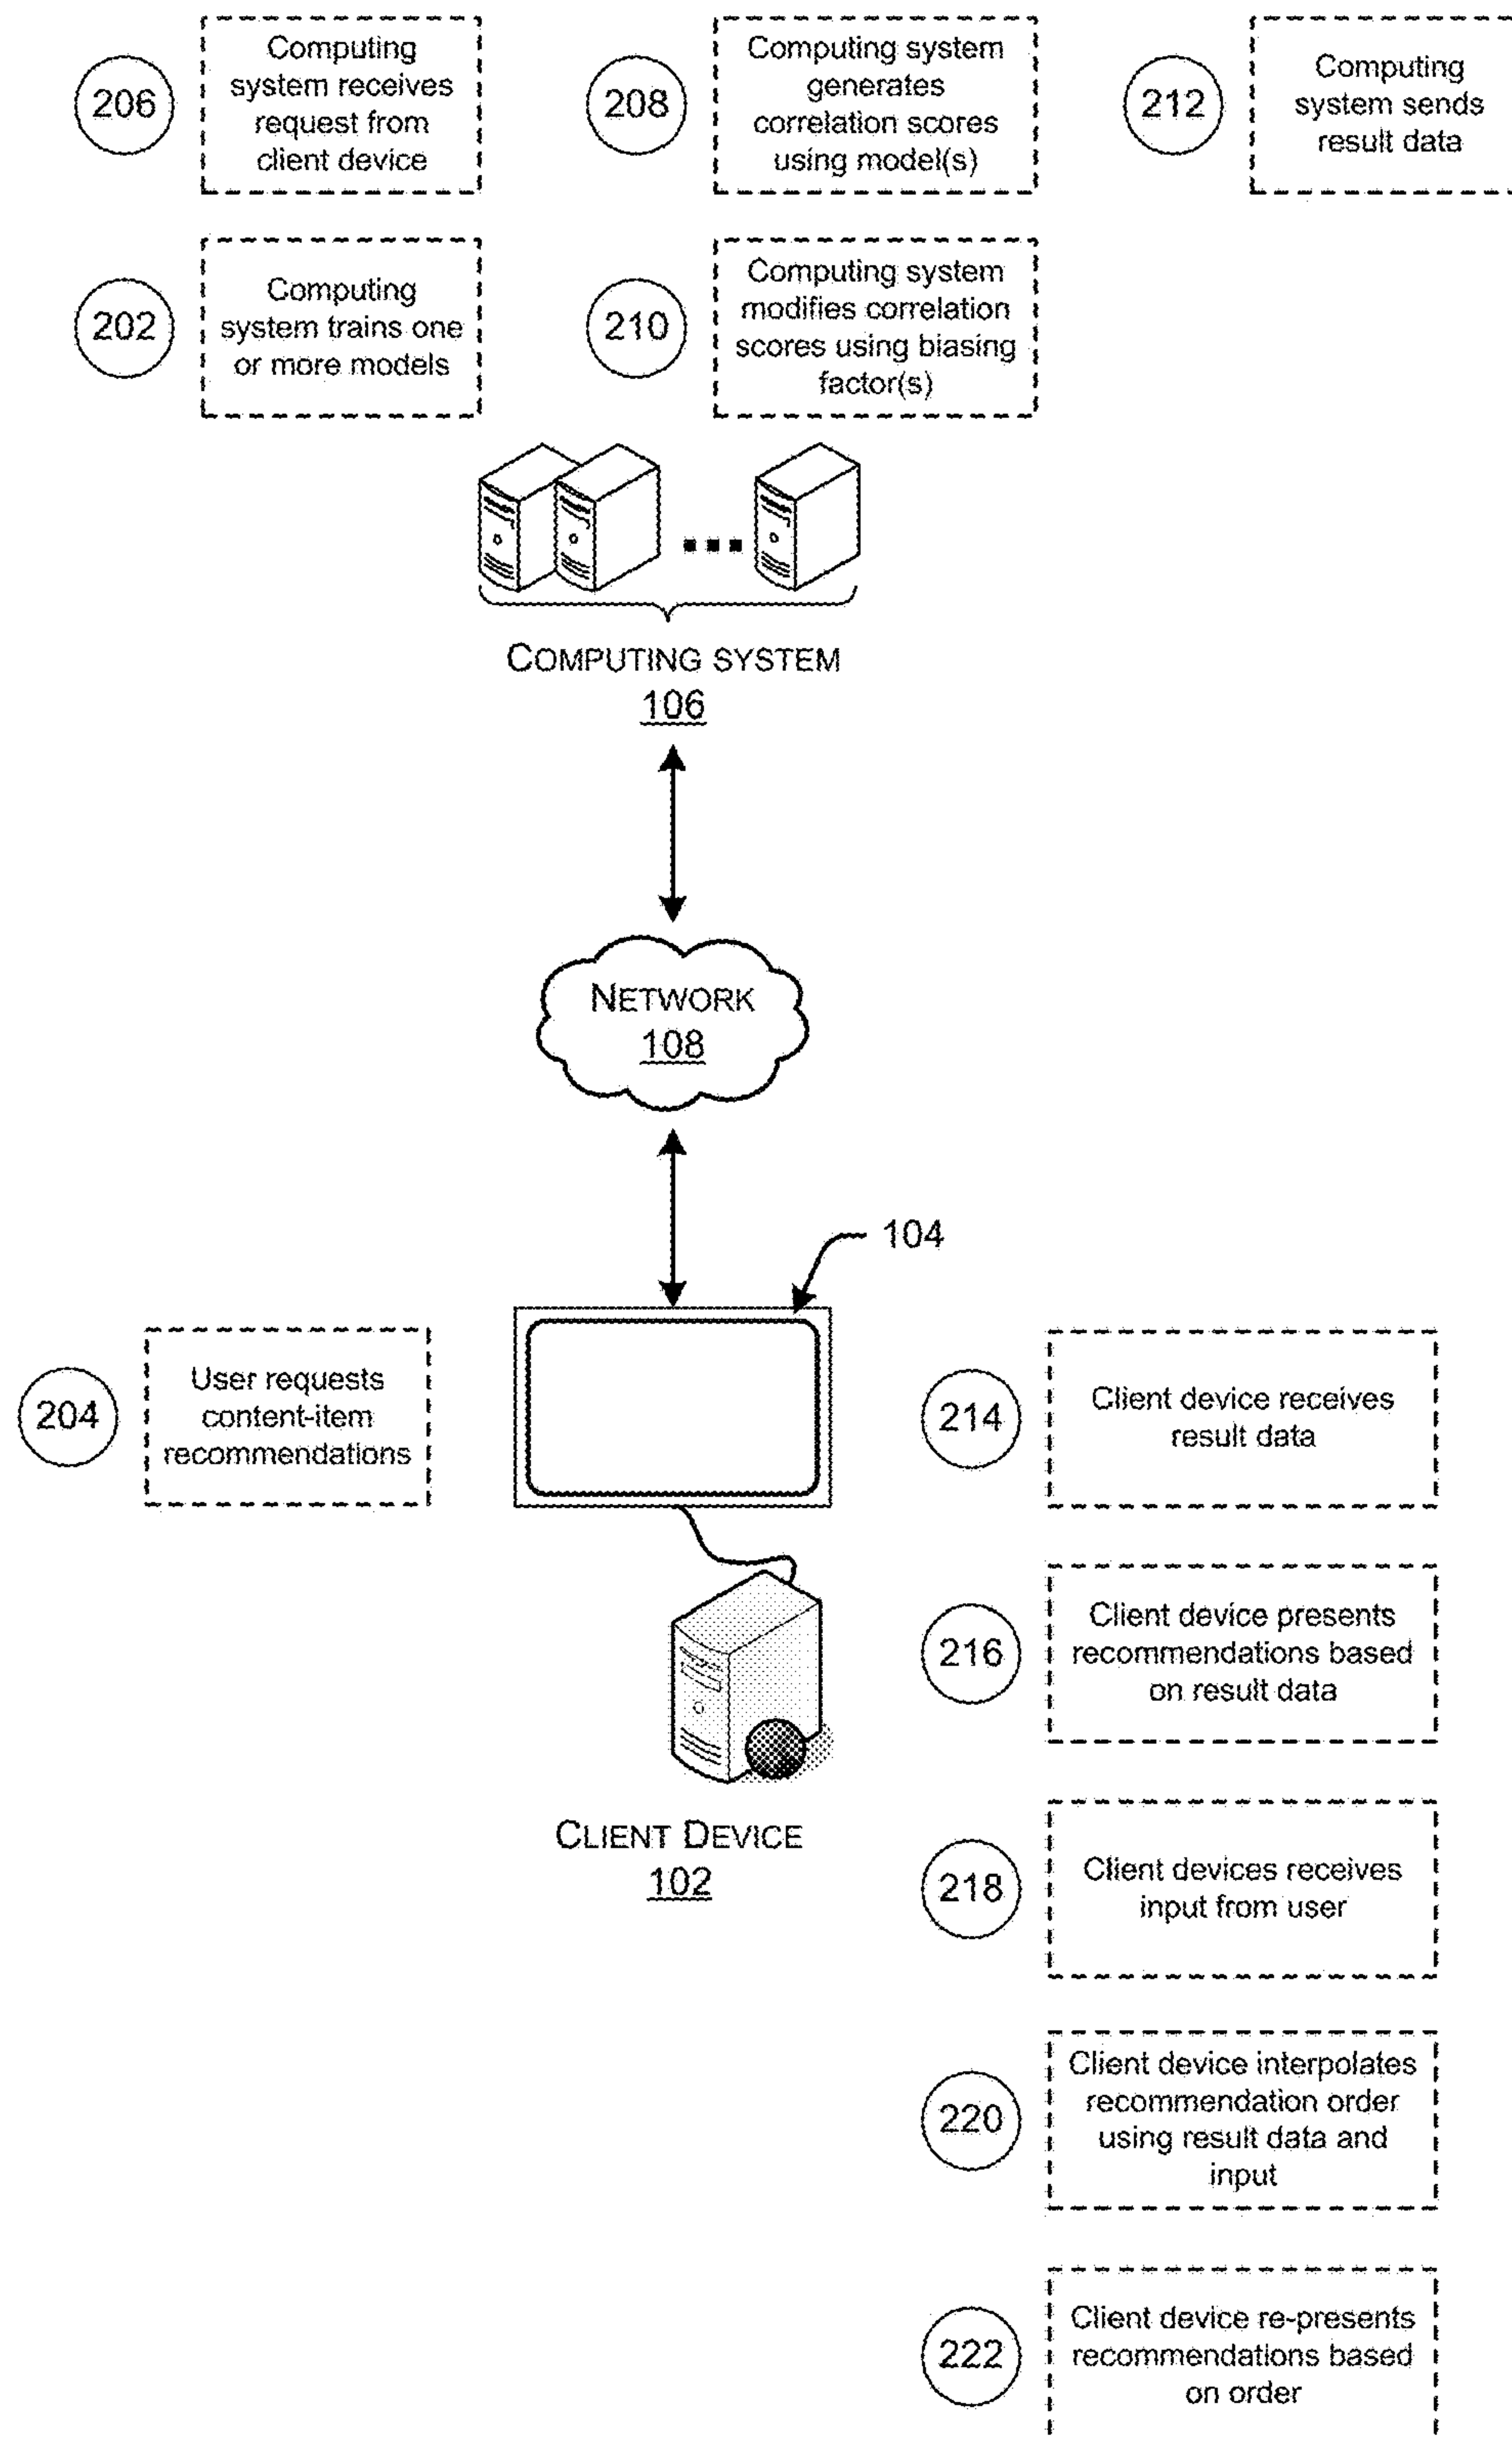 206
Computing
system receives
request from
client device
208
Computing system
generates
correlation scores
using model(s)
212
Computing
system sends
result data
202
Computing
system trains one
or more models
210
Computing system
modifies correlation
scores using biasing
factor(s)
COMPUTING SYSTEM
106
NETWORK
108
104
204
User requests
content-item
recommendations
214
Client device receives
result data
216
Client device presents
recommendations based
on result data
CLIENT DEVICE
102
218
Client devices receives
input from user
220
Client device interpolates
recommendation order
using result data and
input
222
Client device re-presents
recommendations based
on order